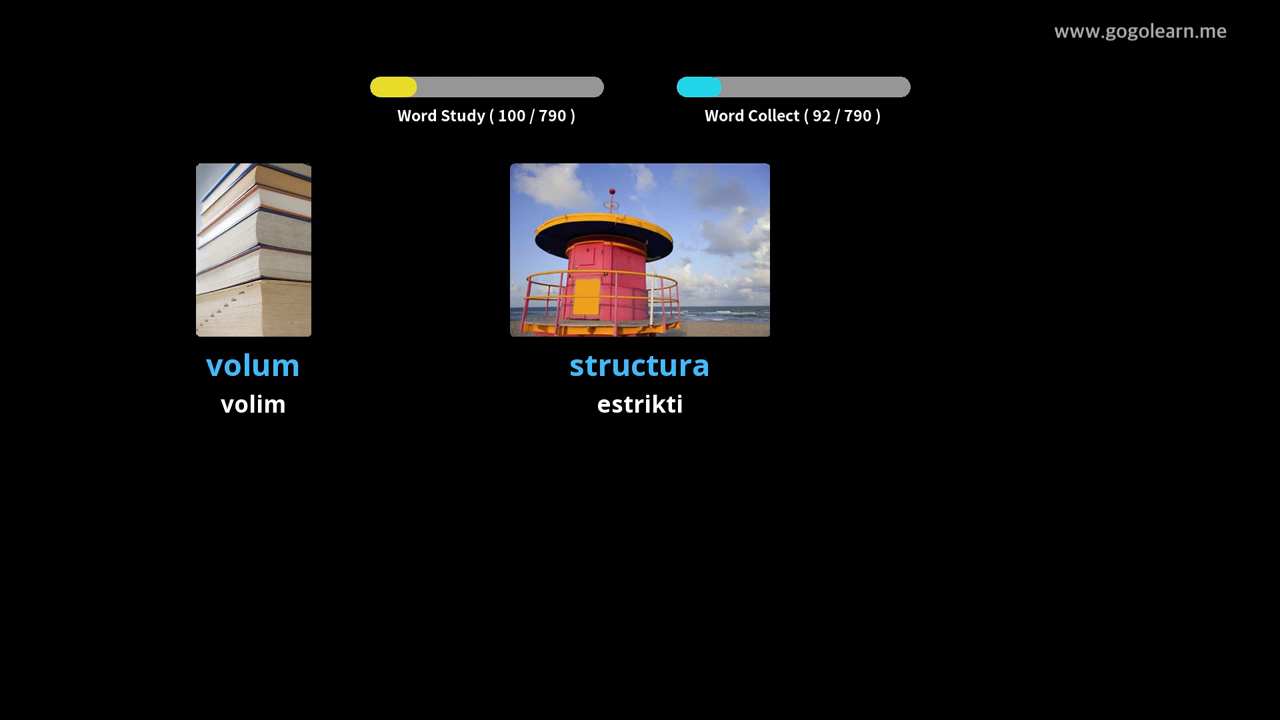 www.gogolearn.me
Word Study ( 100 / 790 )
Word Collect ( 92 / 790 )
volum
volim
structura
estrikti